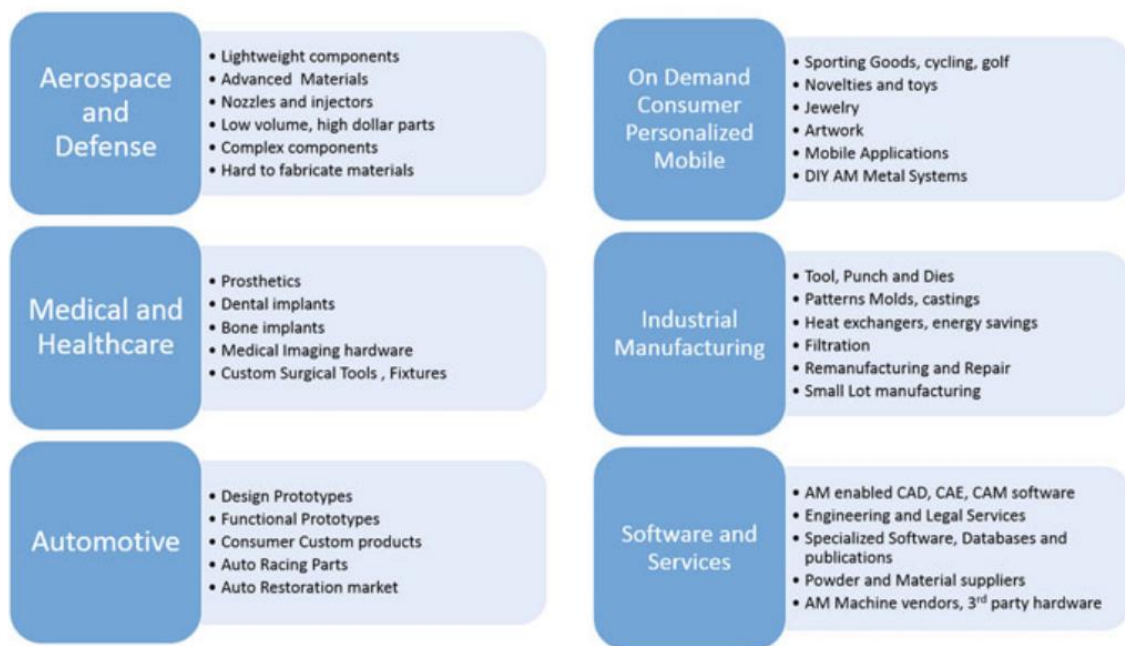 Aerospace
and
Defense
• Lightweight components
• Advanced  Materials
• Nozzles and injectors
• Low volume, high dollar parts
• Complex components
• Hard to fabricate materials
Medical and
Healthcare
• Prosthetics
• Dental implants
• Bone implants
• Medical Imaging hardware
• Custom Surgical Tools , Fixtures
Automotive
• Design Prototypes
• Functional Prototypes
• Consumer Custom products
• Auto Racing Parts
• Auto Restoration market
On Demand
Consumer
Personalized
Mobile
• Sporting Goods, cycling, golf
• Novelties and toys
• Jewelry
• Artwork
• Mobile Applications
• DIY AM Metal Systems
Industrial
Manufacturing
• Tool, Punch and Dies
• Patterns Molds, castings
• Heat exchangers, energy savings
• Filtration
• Remanufacturing and Repair
• Small Lot manufacturing
Software and
Services
• AM enabled CAD, CAE, CAM software
• Engineering and Legal Services
• Specialized Software, Databases and
publications
• Powder and Material suppliers
• AM Machine vendors, 3rd party hardware